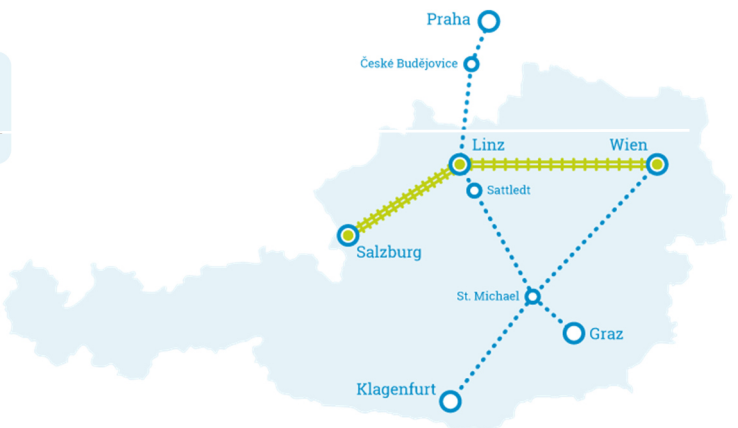 Praha
České Budějovice
Linz
Wien
Sattledt
Salzburg
St. Michael
Graz
Klagenfurt